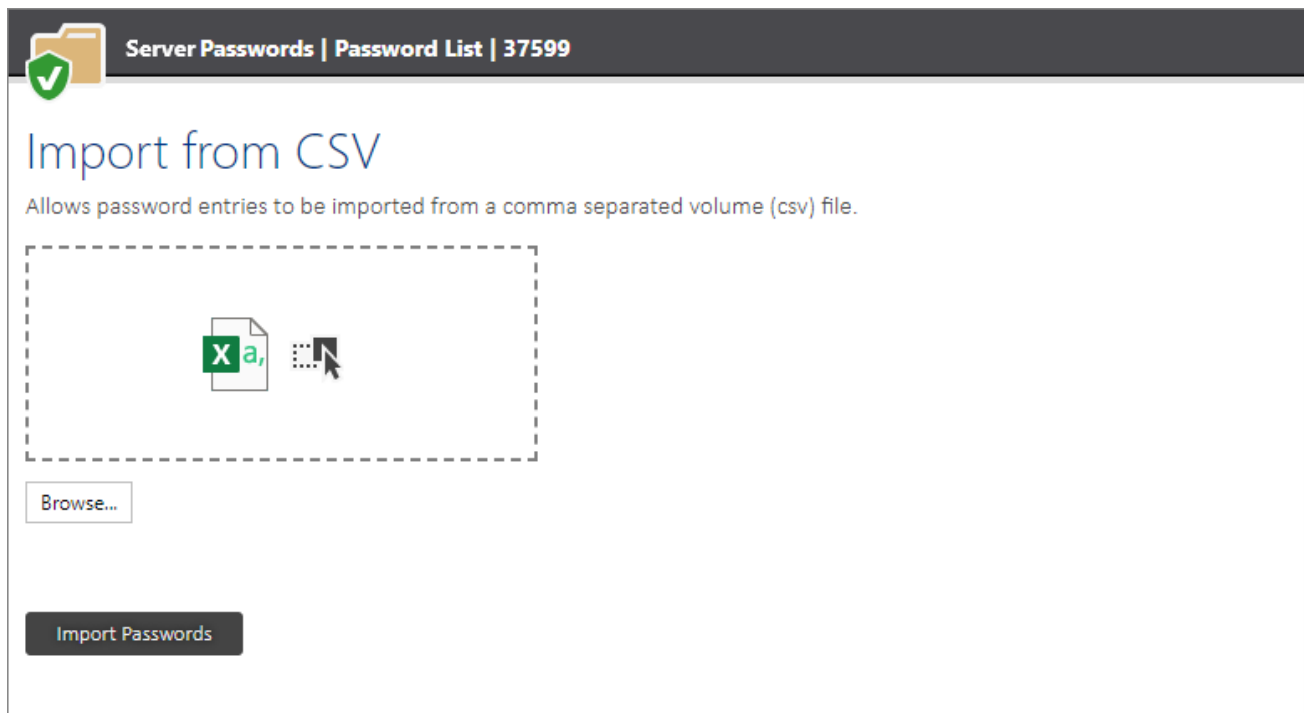 Server Passwords | Password List | 37599
Import from CSV
Allows password entries to be imported from a comma separated volume (csv) file.
X a,
Browse...
Import Passwords